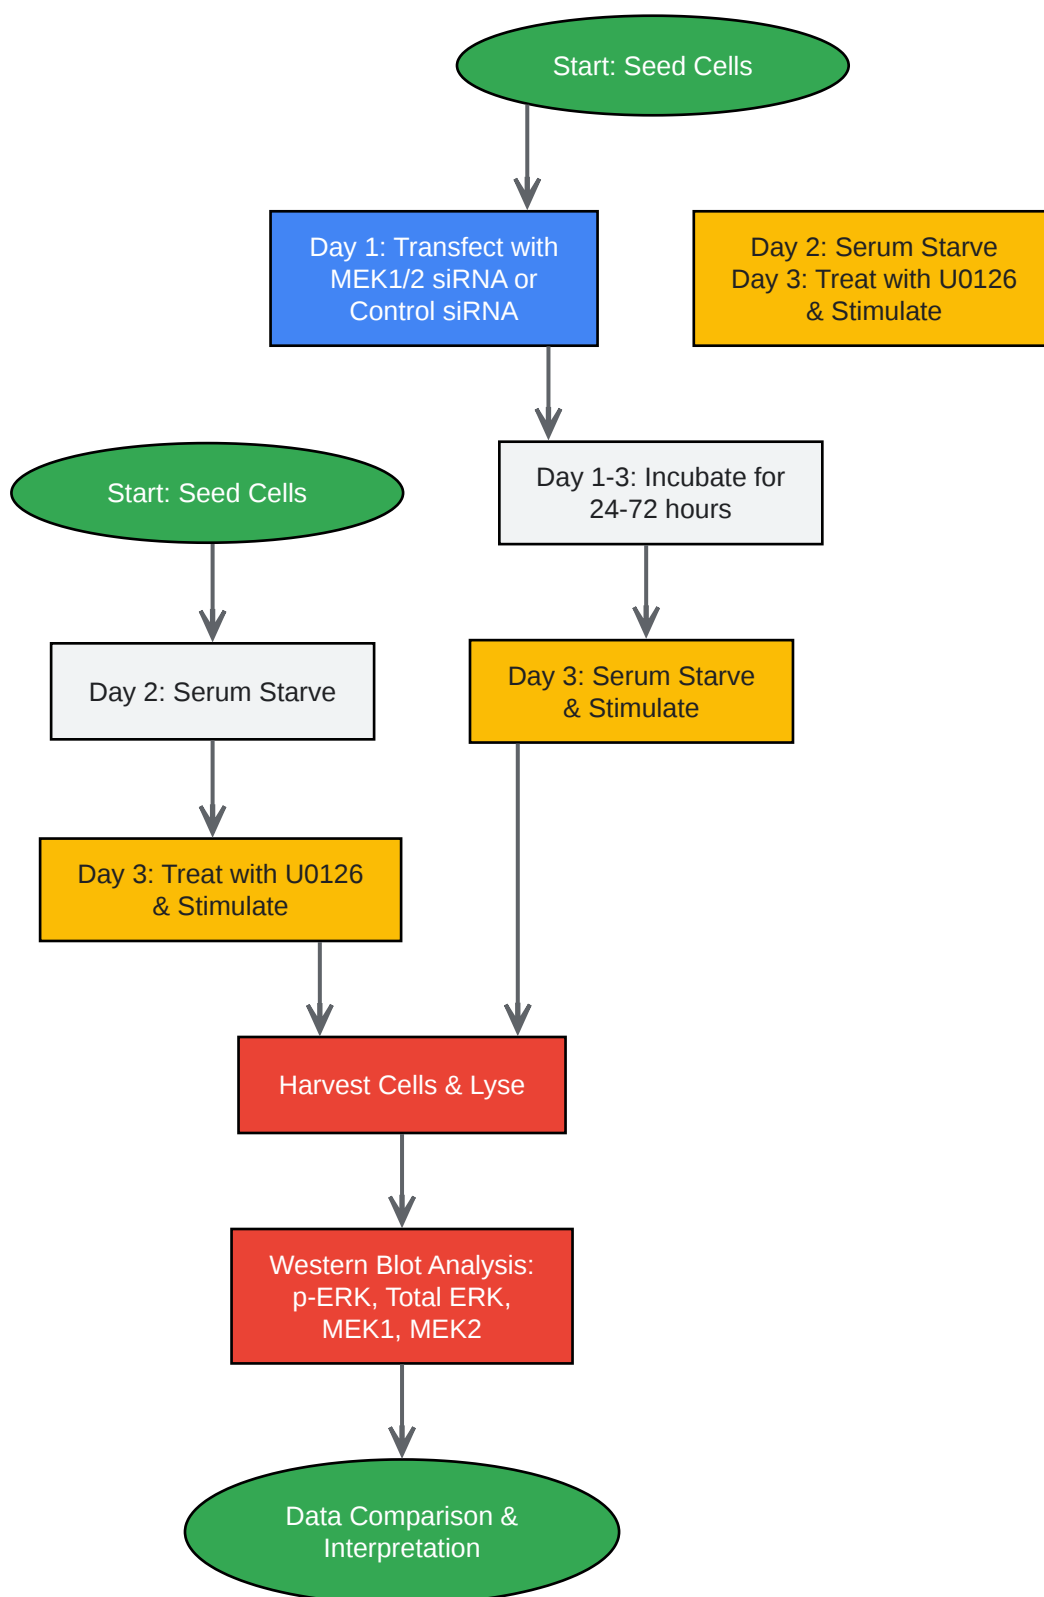 Start: Seed Cells
Day 1: Transfect with
MEK1/2 siRNA or
Control siRNA
Day 2: Serum Starve
Day 3: Treat with U0126
& Stimulate
Day 1-3: Incubate for
24-72 hours
Start: Seed Cells
Day 2: Serum Starve
Day 3: Serum Starve
& Stimulate
Day 3: Treat with U0126
& Stimulate
Harvest Cells & Lyse
Western Blot Analysis:
p-ERK, Total ERK,
MEK1, MEK2
Data Comparison &
Interpretation